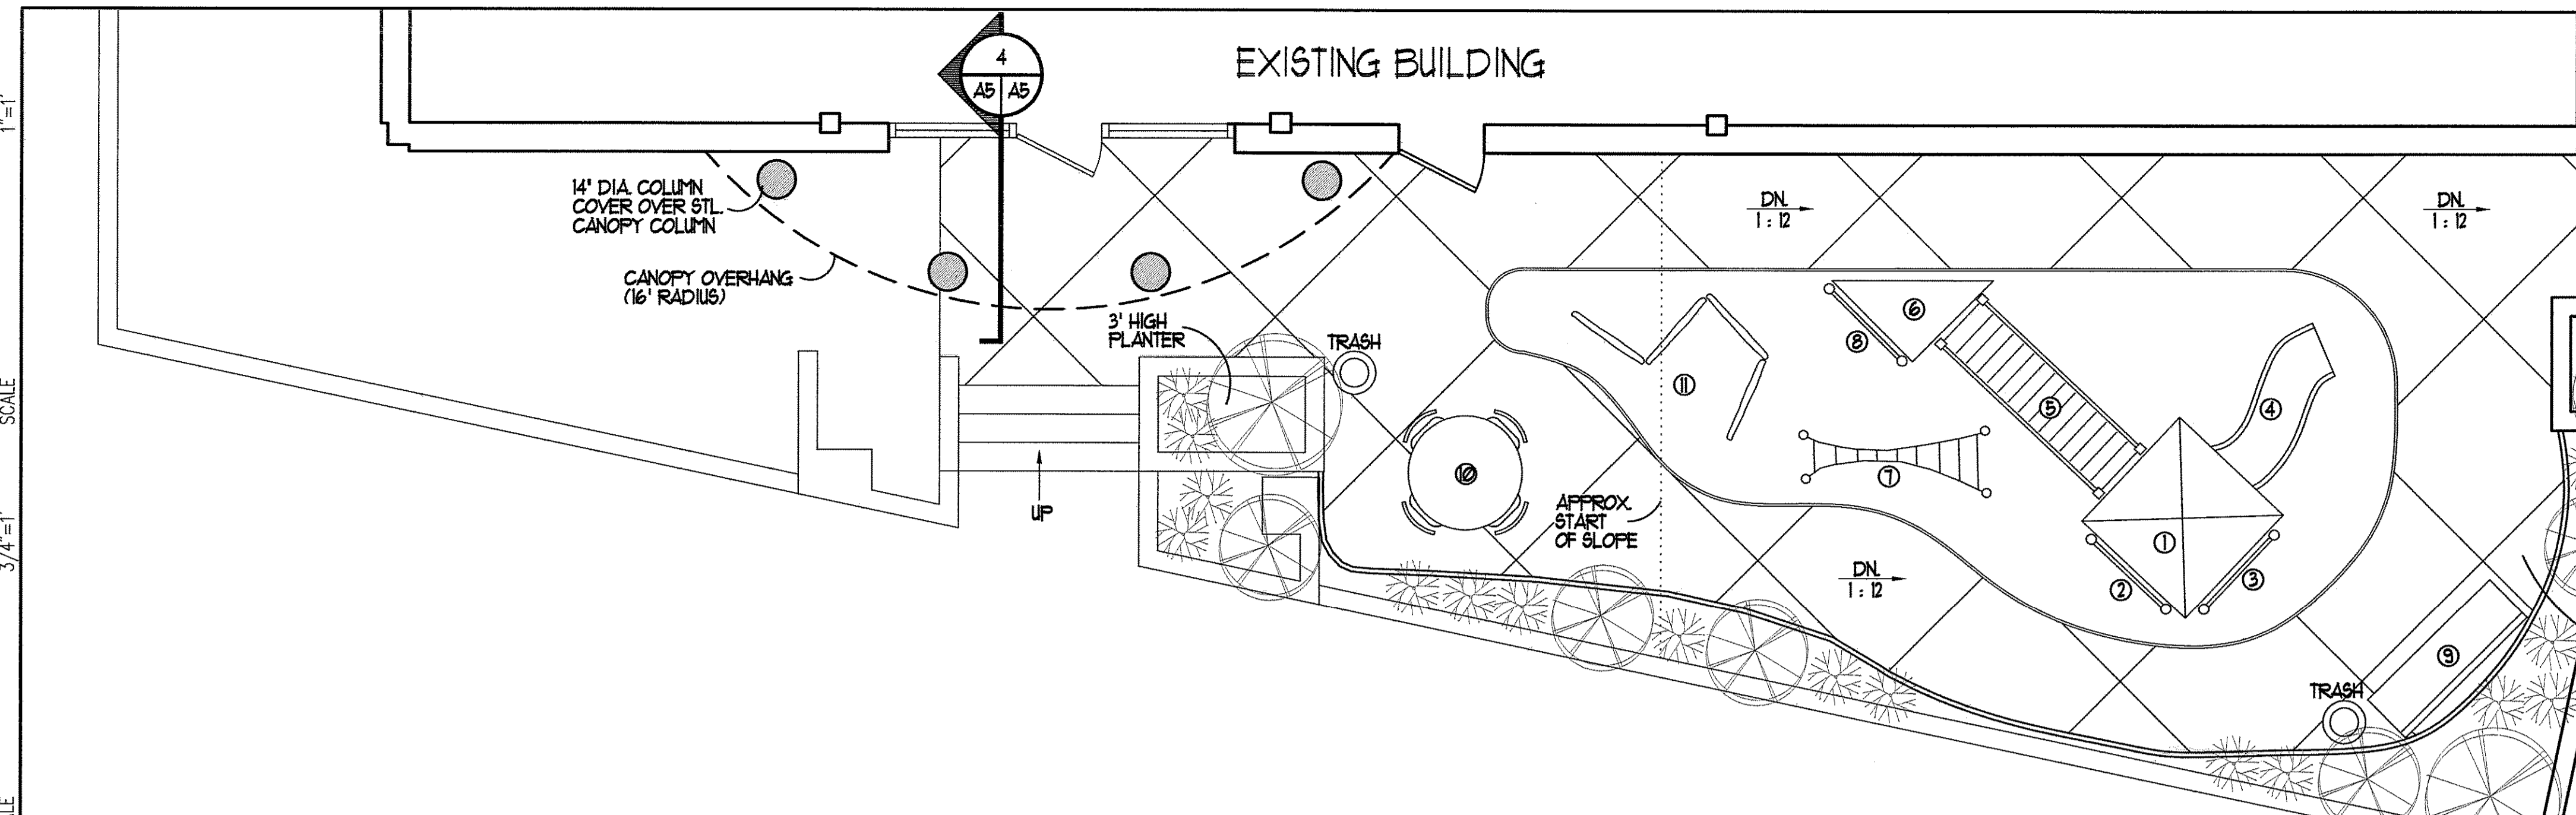 EXISTING BUILDING
4
A5 A5
1"=1'
SCALE
3/4"=1'
14" DIA. COLUMN
COVER OVER STL.
CANOPY COLUMN
CANOPY OVERHANG
(16' RADIUS)
3' HIGH
PLANTER
TRASH
UP
DN.
1 : 12
DN.
1 : 12
APPROX.
START
OF SLOPE
DN.
1 : 12
TRASH
6
8
11
5
4
7
10
1
2
3
9